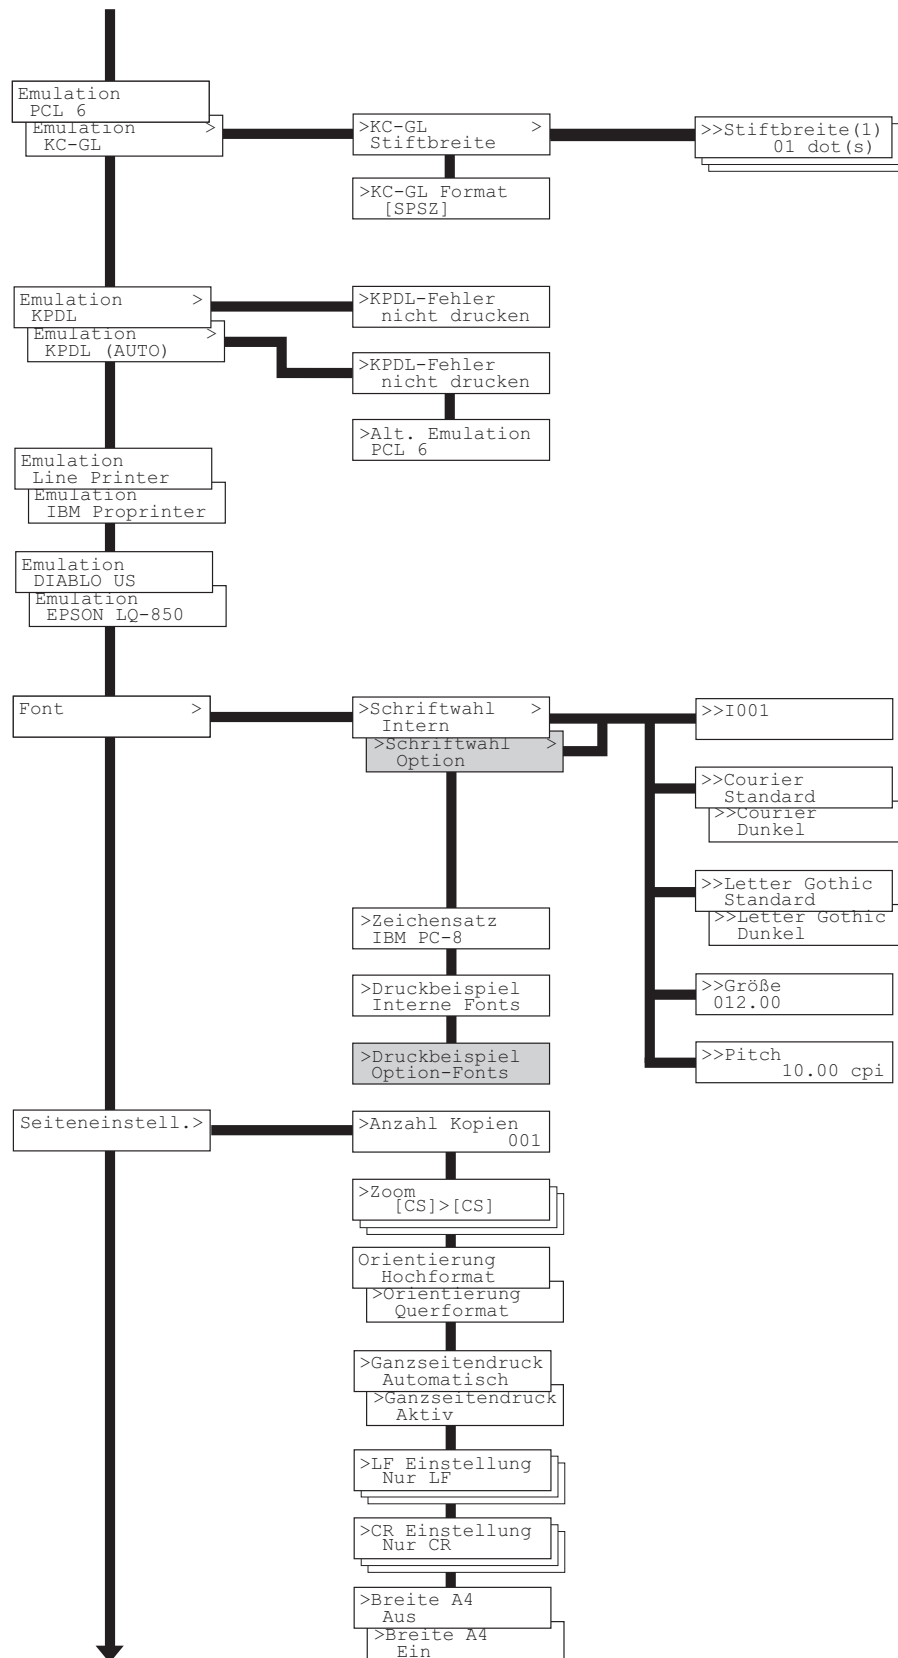 Emulation
PCL 6
Emulation >
KC-GL
>KC-GL >
Stiftbreite
>>Stiftbreite(1)
01 dot(s)
>KC-GL Format
[SPSZ]
Emulation >
KPDL
>KPDL-Fehler
nicht drucken
Emulation >
KPDL (AUTO)
>KPDL-Fehler
nicht drucken
>Alt. Emulation
PCL 6
Emulation
Line Printer
Emulation
IBM Proprinter
Emulation
DIABLO US
Emulation
EPSON LQ-850
Font >
>Schriftwahl >
Intern
>Schriftwahl >
Option
>>I001
>>Courier
Standard
>>Courier
Dunkel
>>Letter Gothic
Standard
>>Letter Gothic
Dunkel
>>Größe
012.00
>>Pitch
10.00 cpi
>Zeichensatz
IBM PC-8
>Druckbeispiel
Interne Fonts
>Druckbeispiel
Option-Fonts
Seiteneinstell.>
>Anzahl Kopien
001
>Zoom
[CS]>[CS]
Orientierung
Hochformat
>Orientierung
Querformat
>Ganzseitendruck
Automatisch
>Ganzseitendruck
Aktiv
>LF Einstellung
Nur LF
>CR Einstellung
Nur CR
>Breite A4
Aus
>Breite A4
Ein